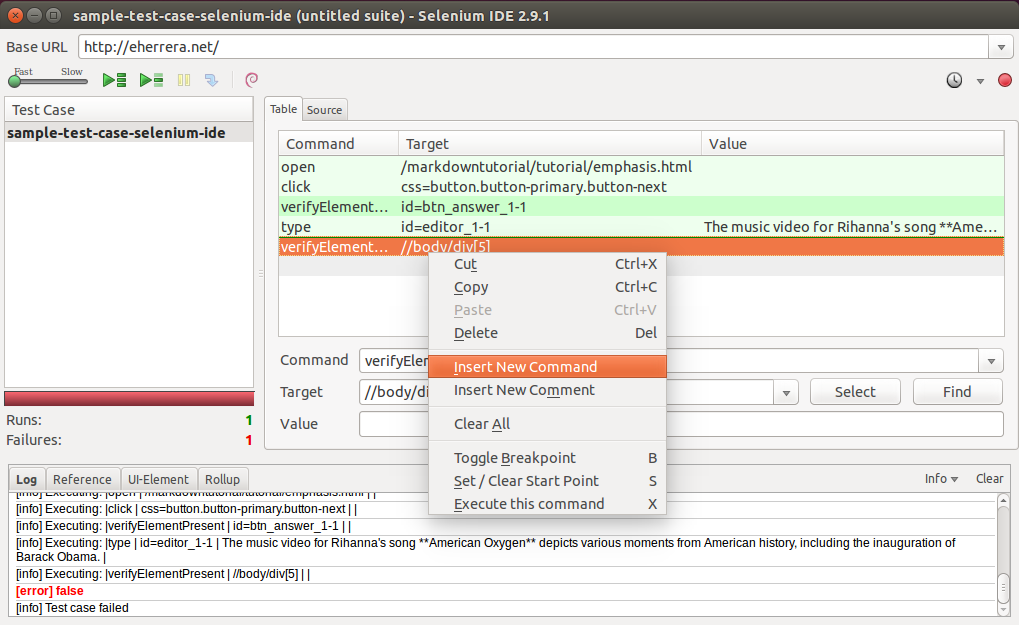 sample-test-case-selenium-ide (untitled suite) - Selenium IDE 2.9.1
Base URL http://eherrera.net/
Fast Slow
Test Case
sample-test-case-selenium-ide
Runs: 1
Failures: 1
Table Source
Command Target Value
open /markdowntutorial/tutorial/emphasis.html
click css=button.button-primary.button-next
verifyElement... id=btn_answer_1-1
type id=editor_1-1 The music video for Rihanna's song **Ame...
verifyElement... //body/div[5]
Cut Ctrl+X
Copy Ctrl+C
Paste Ctrl+V
Delete Del
Insert New Command
Insert New Comment
Clear All
Toggle Breakpoint B
Set / Clear Start Point S
Execute this command X
Command verifyEler
Target //body/di Select Find
Value
Log Reference UI-Element Rollup Info Clear
[info] Executing: |open | /markdowntutorial/tutorial/emphasis.html | |
[info] Executing: |click | css=button.button-primary.button-next | |
[info] Executing: |verifyElementPresent | id=btn_answer_1-1 | |
[info] Executing: |type | id=editor_1-1 | The music video for Rihanna's song **American Oxygen** depicts various moments from American history, including the inauguration of
Barack Obama. |
[info] Executing: |verifyElementPresent | //body/div[5] | |
[error] false
[info] Test case failed